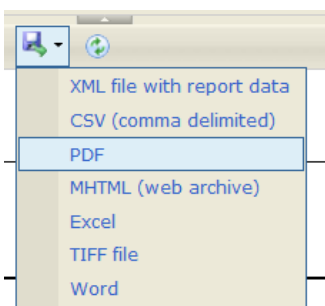 XML file with report data
CSV (comma delimited)
PDF
MHTML (web archive)
Excel
TIFF file
Word